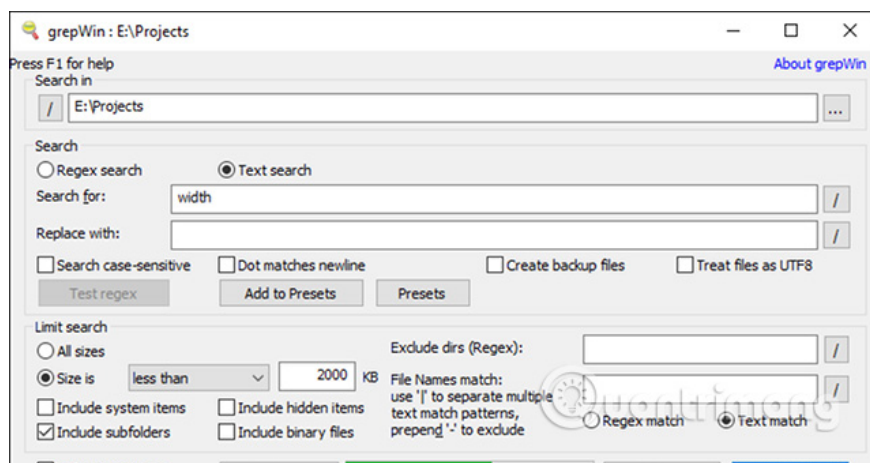 grepWin : E:\Projects
Press F1 for help About grepWin
Search in
/ E:\Projects ...
Search
Regex search Text search
Search for: width /
Replace with: /
Search case-sensitive Dot matches newline Create backup files Treat files as UTF8
Test regex Add to Presets Presets
Limit search
All sizes Exclude dirs (Regex): /
Size is less than 2000 KB File Names match: /
use '|' to separate multiple
Include system items Include hidden items text match patterns,
Include subfolders Include binary files prepend '-' to exclude Regex match Text match
Quantrimang